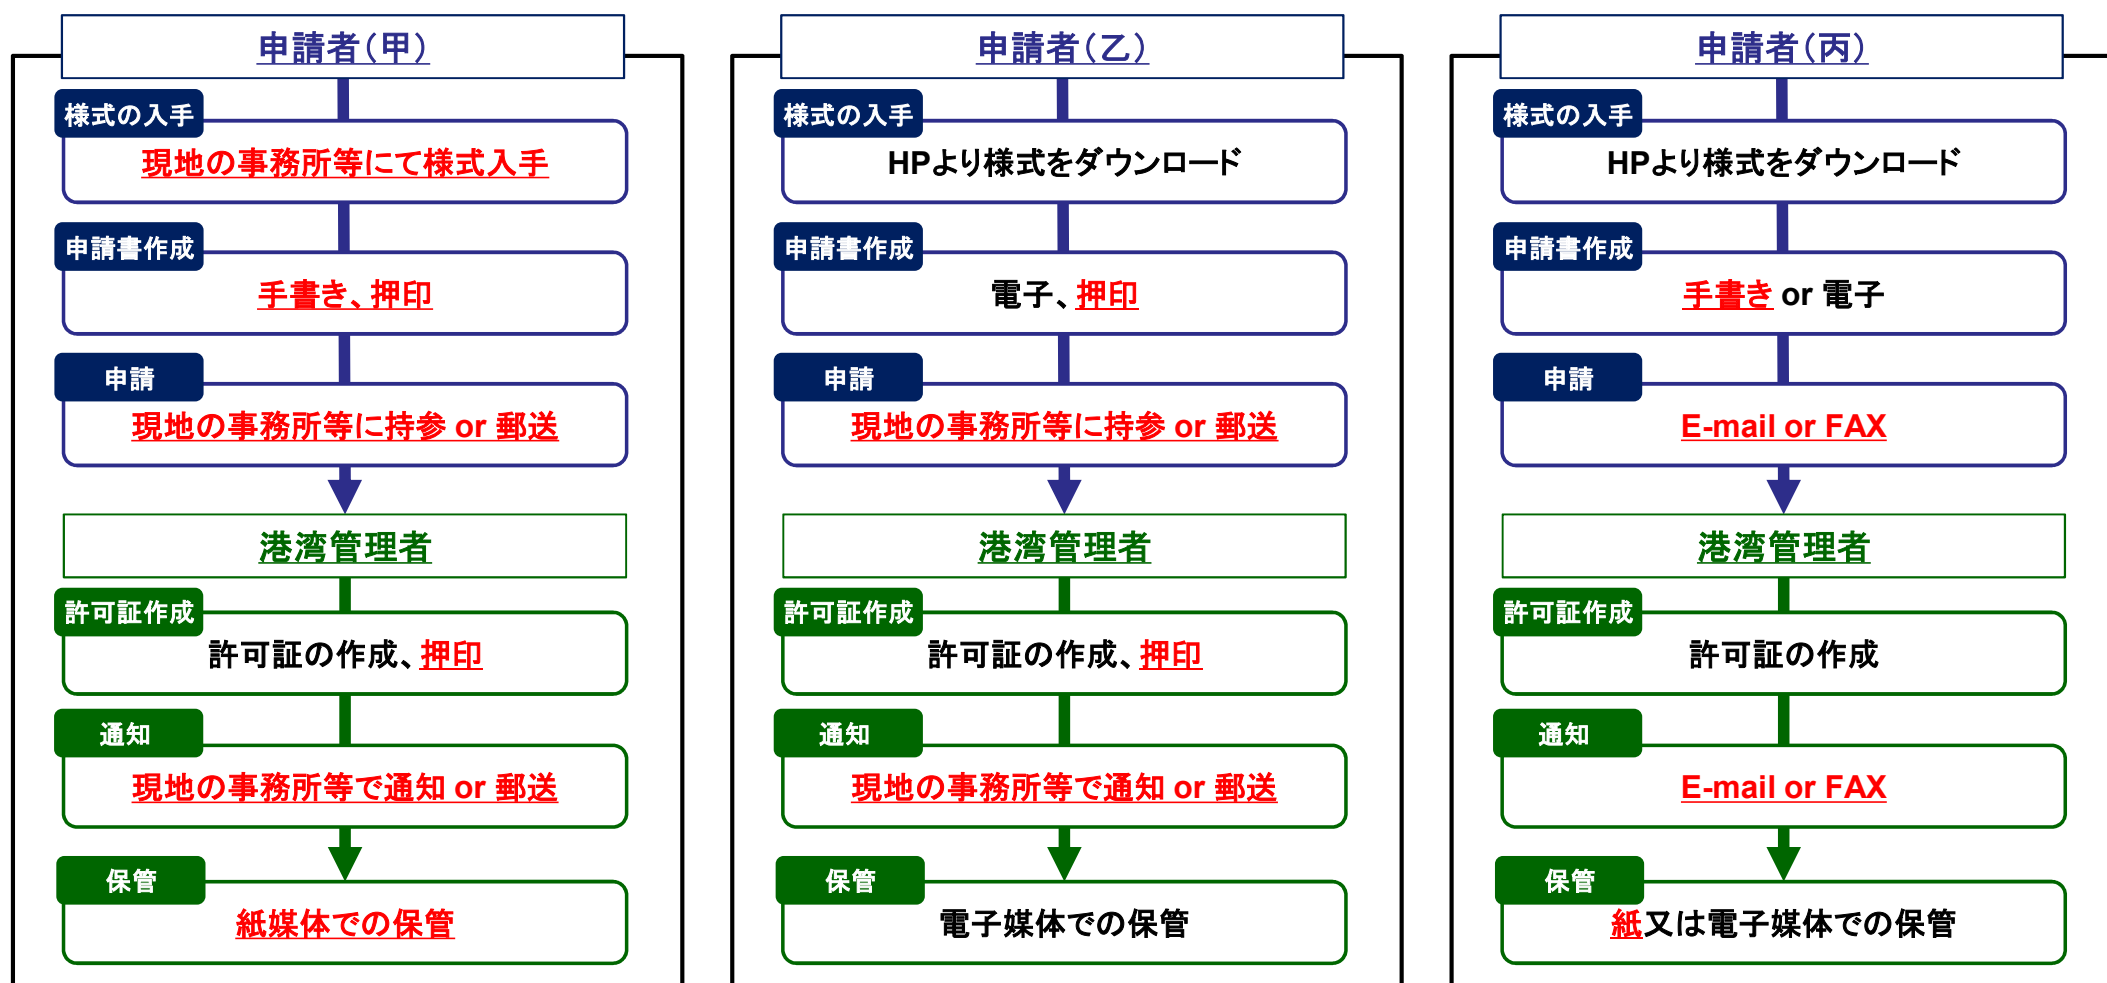 申請者(甲)
様式の入手
現地の事務所等にて様式入手
申請書作成
手書き、押印
申請
現地の事務所等に持参 or 郵送
港湾管理者
許可証作成
許可証の作成、押印
通知
現地の事務所等で通知 or 郵送
保管
紙媒体での保管
申請者(乙)
様式の入手
HPより様式をダウンロード
申請書作成
電子、押印
申請
現地の事務所等に持参 or 郵送
港湾管理者
許可証作成
許可証の作成、押印
通知
現地の事務所等で通知 or 郵送
保管
電子媒体での保管
申請者(丙)
様式の入手
HPより様式をダウンロード
申請書作成
手書き or 電子
申請
E-mail or FAX
港湾管理者
許可証作成
許可証の作成
通知
E-mail or FAX
保管
紙又は電子媒体での保管